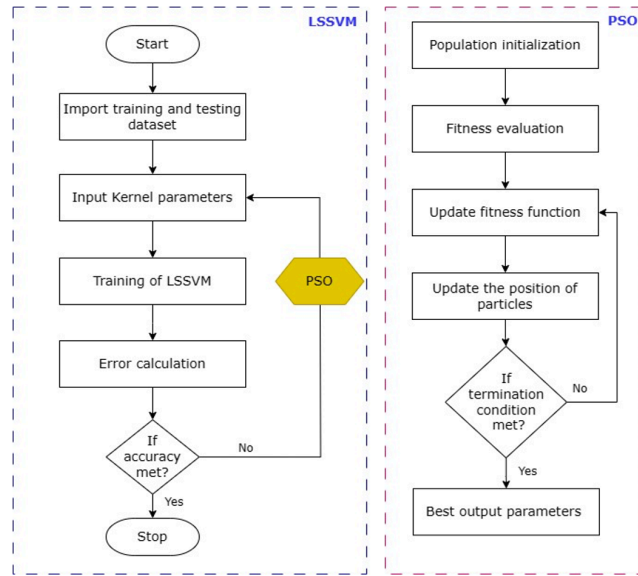 LSSVM
Start
Import training and testing
dataset
Input Kernel parameters
Training of LSSVM
PSO
Error calculation
If
accuracy
met?
No
Yes
Stop
PSO
Population initialization
Fitness evaluation
Update fitness function
Update the position of
particles
If
termination
condition
met?
No
Yes
Best output parameters